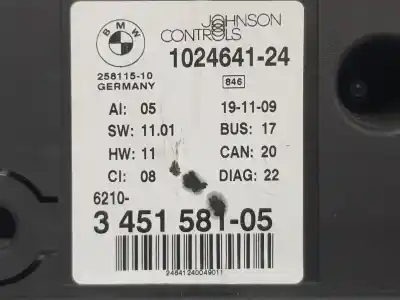 BMW
JOHNSON
CONTROLS
1024641-24
258115-10
GERMANY
846
AI: 05 19-11-09
SW: 11.01 BUS: 17
HW: 11 CAN: 20
CI: 08 DIAG: 22
6210-
3 451 581-05
24641240049011